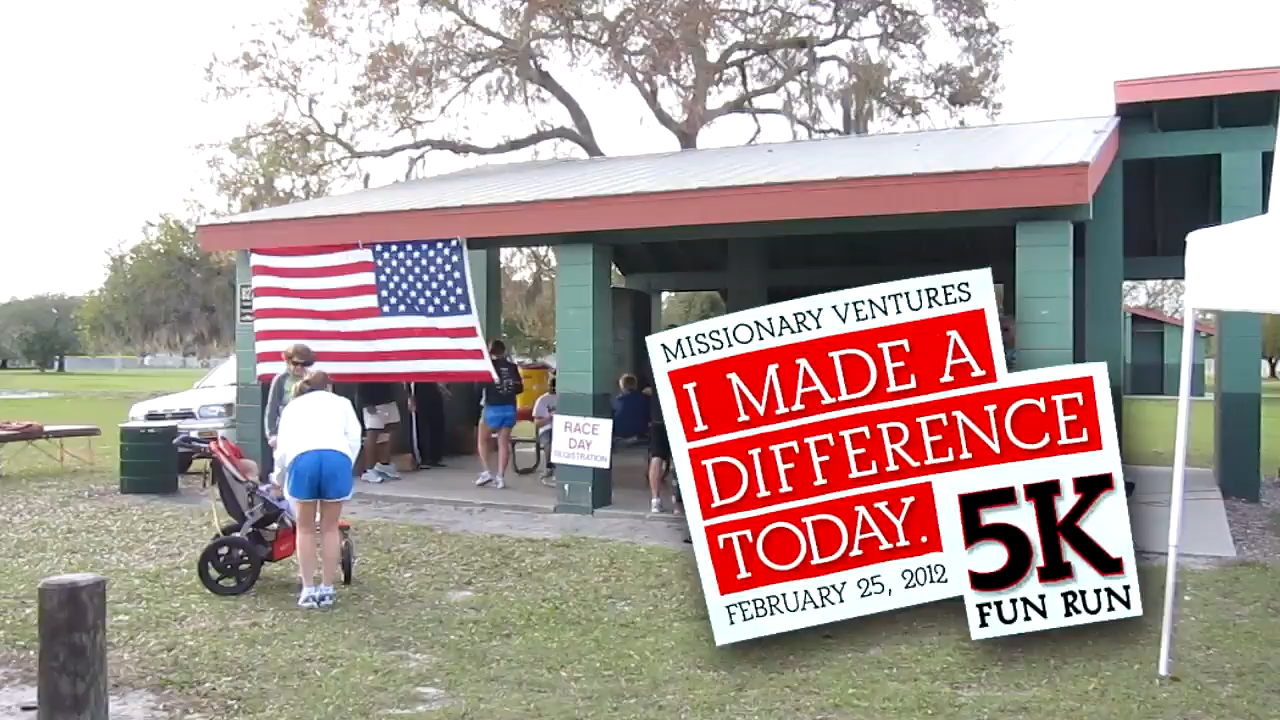 MISSIONARY VENTURES
I MADE A
DIFFERENCE
TODAY.
FEBRUARY 25, 2012
5K
FUN RUN
RACE
DAY
REGISTRATION